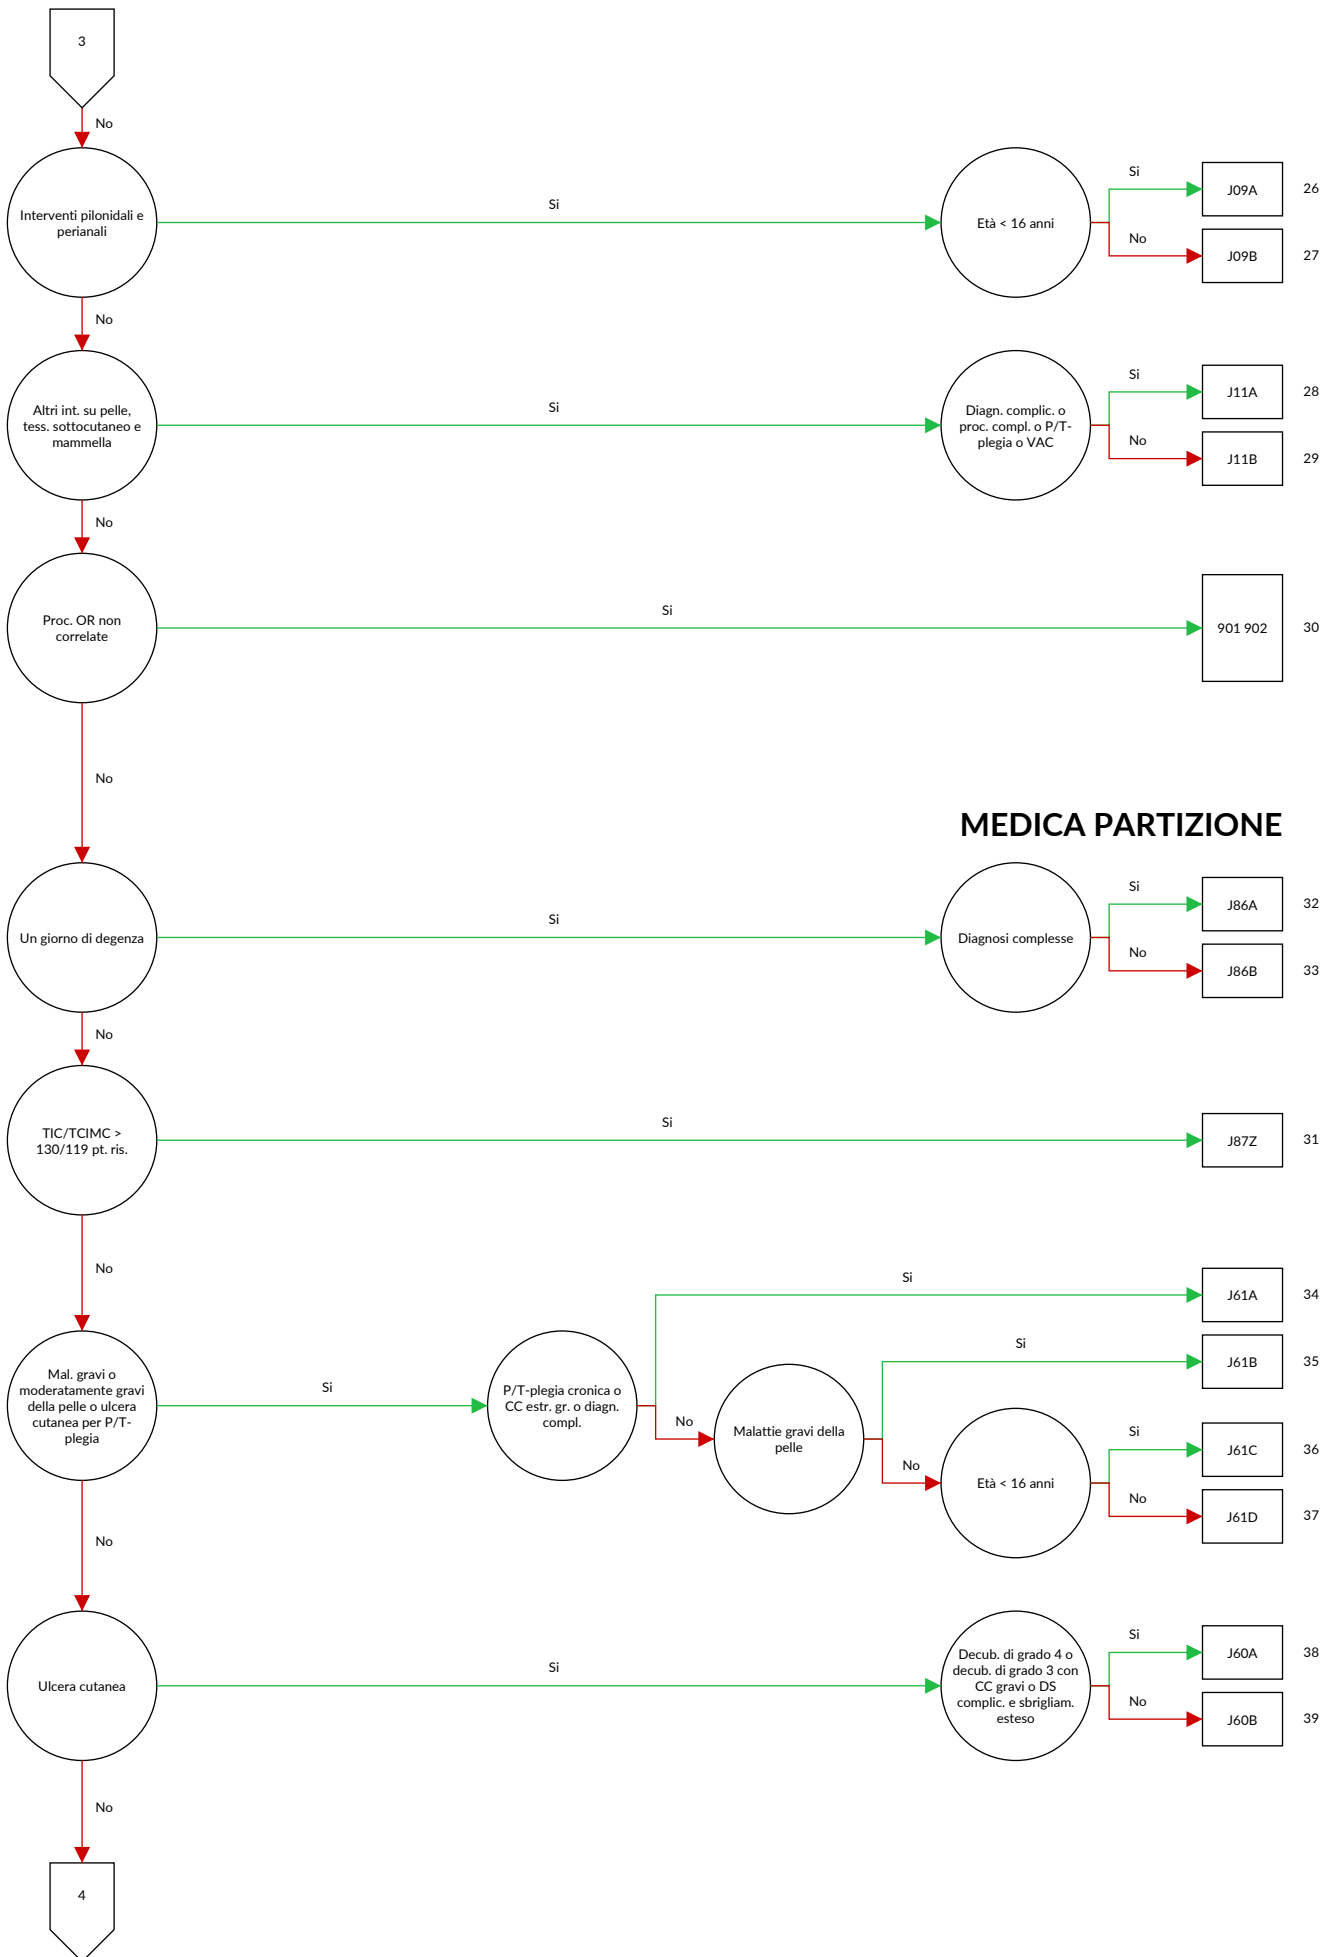 3
No
Interventi pilonidali e
perianali
Si
Età < 16 anni
Si
J09A
26
No
J09B
27
No
Altri int. su pelle,
tess. sottocutaneo e
mammella
Si
Diagn. complic. o
proc. compl. o P/T-
plegia o VAC
Si
J11A
28
No
J11B
29
No
Proc. OR non
correlate
Si
901 902
30
No
MEDICA PARTIZIONE
Un giorno di degenza
Si
Diagnosi complesse
Si
J86A
32
No
J86B
33
No
TIC/TCIMC >
130/119 pt. ris.
Si
J87Z
31
No
Mal. gravi o
moderatamente gravi
della pelle o ulcera
cutanea per P/T-
plegia
Si
P/T-plegia cronica o
CC estr. gr. o diagn.
compl.
Si
J61A
34
No
Malattie gravi della
pelle
Si
J61B
35
No
Età < 16 anni
Si
J61C
36
No
J61D
37
No
Ulcera cutanea
Si
Decub. di grado 4 o
decub. di grado 3 con
CC gravi o DS
complic. e sbrigliam.
esteso
Si
J60A
38
No
J60B
39
No
4